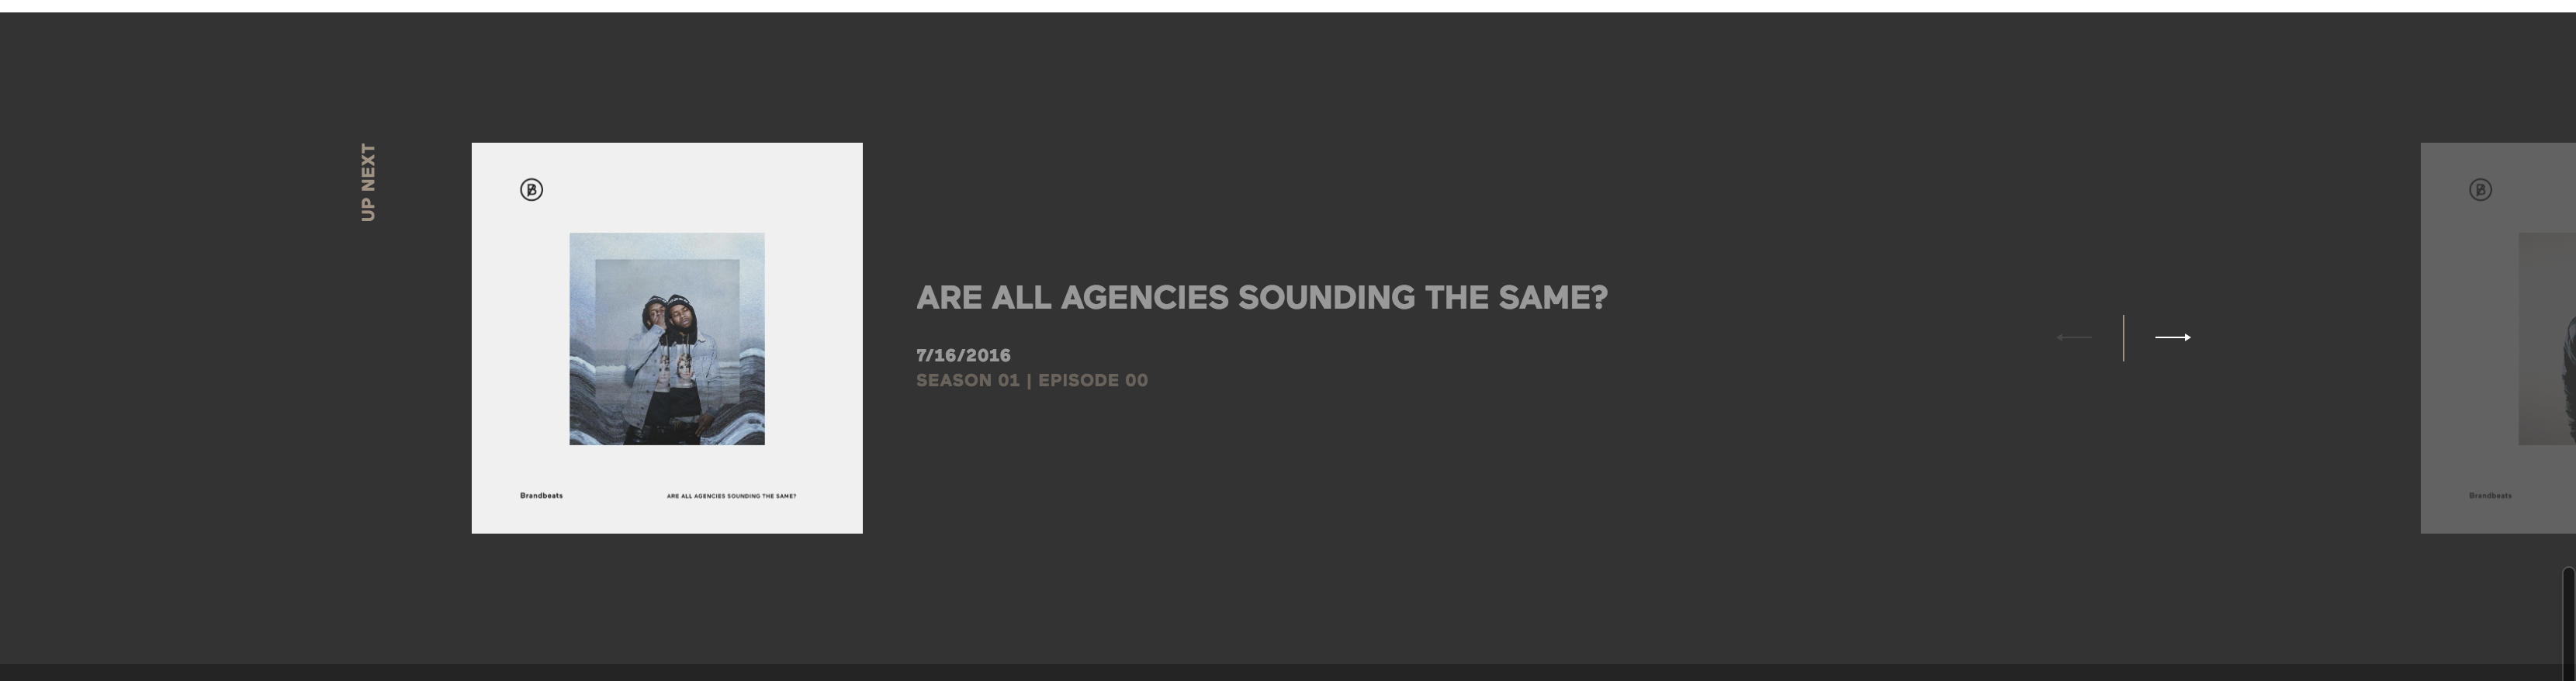 UP NEXT
B
Brandbeats
ARE ALL AGENCIES SOUNDING THE SAME?
ARE ALL AGENCIES SOUNDING THE SAME?
7/16/2016
SEASON 01 | EPISODE 00
B
Brandbeats